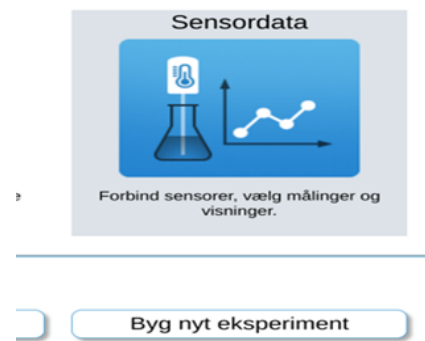 Sensordata
e
Forbind sensorer, vælg målinger og
visninger.
Byg nyt eksperiment